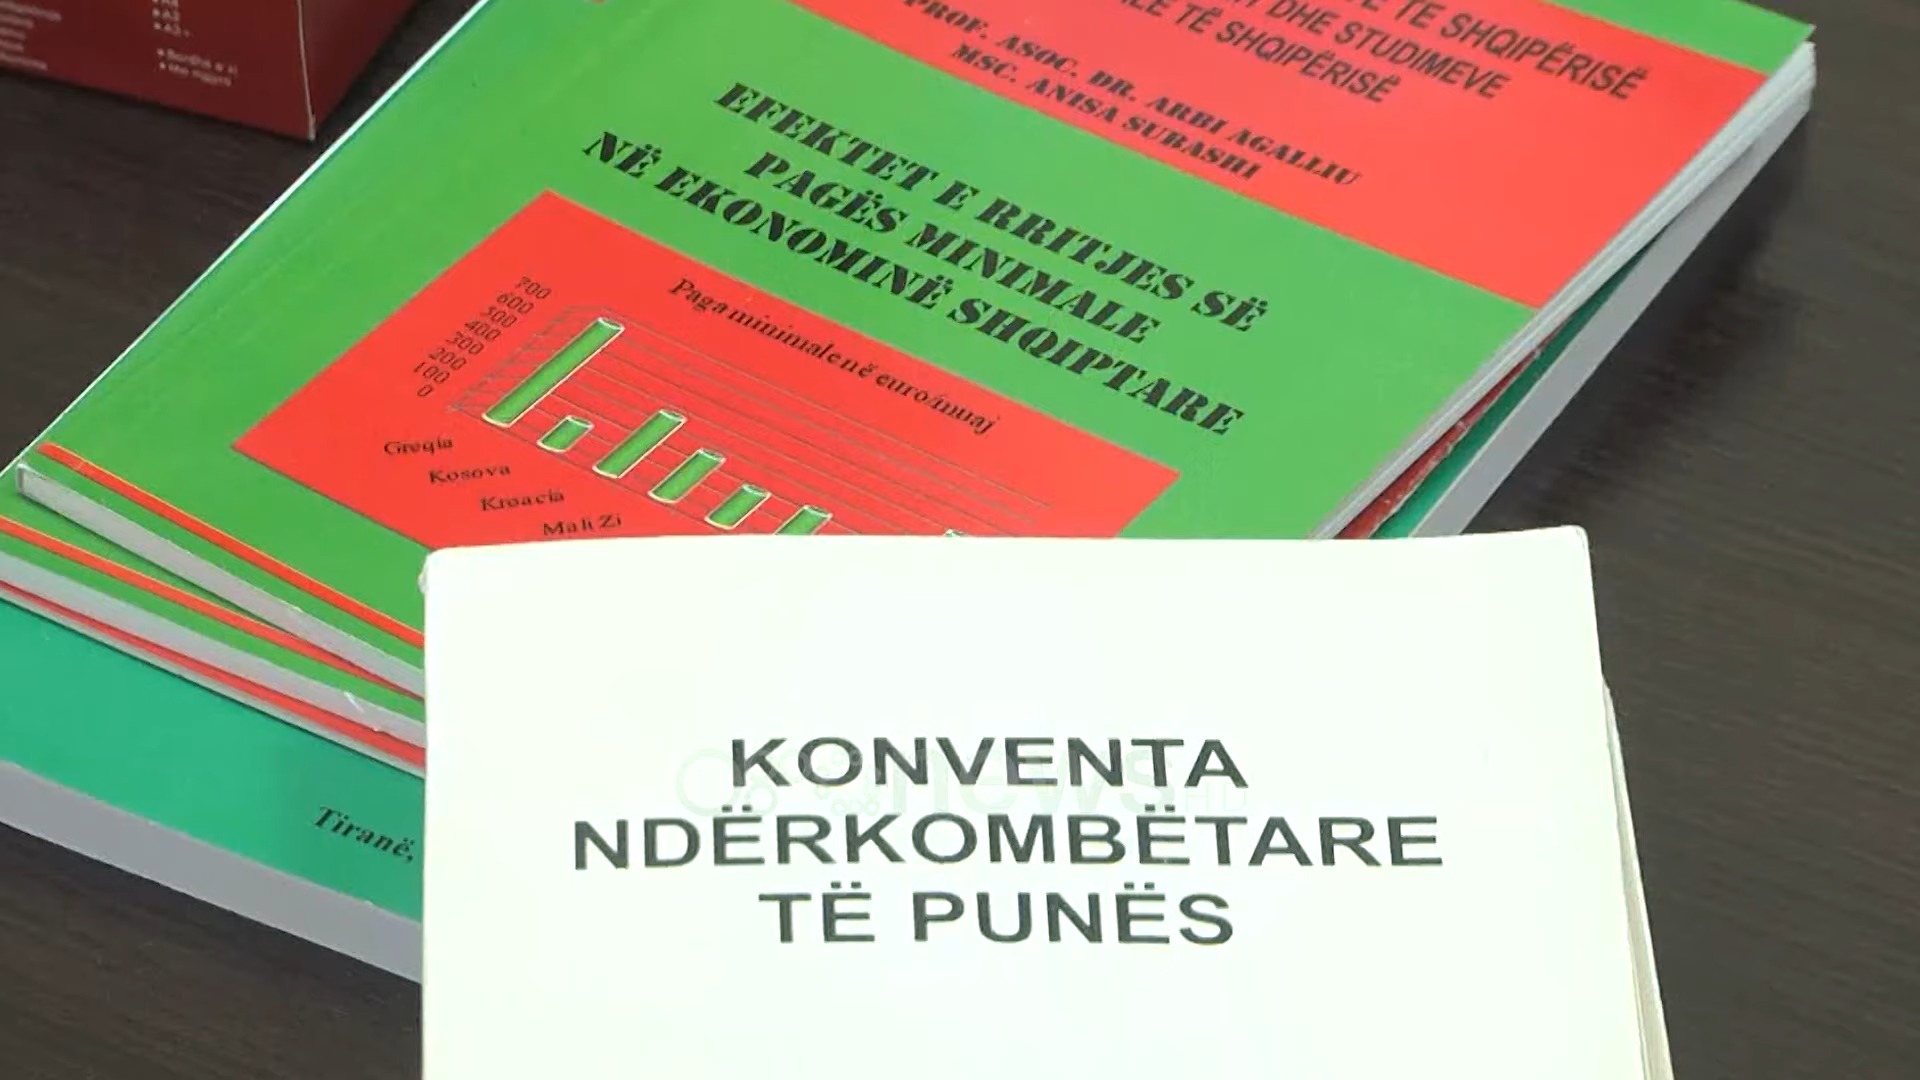 E TË SHQIPËRISË
DHE STUDIMEVE
TË SHQIPËRISË
PROF. ASOC. DR. ARBI AGALLIU
MSC. ANISA SUBASHI
EFEKTET E RRITJES SË
PAGËS MINIMALE
NË EKONOMINË SHQIPTARE
Paga minimale në euro/muaj
700
600
500
400
300
200
100
0
Greqia
Kosova
Kroacia
Mali Zi
Tiranë,
KONVENTA
NDËRKOMBËTARE
TË PUNËS
news